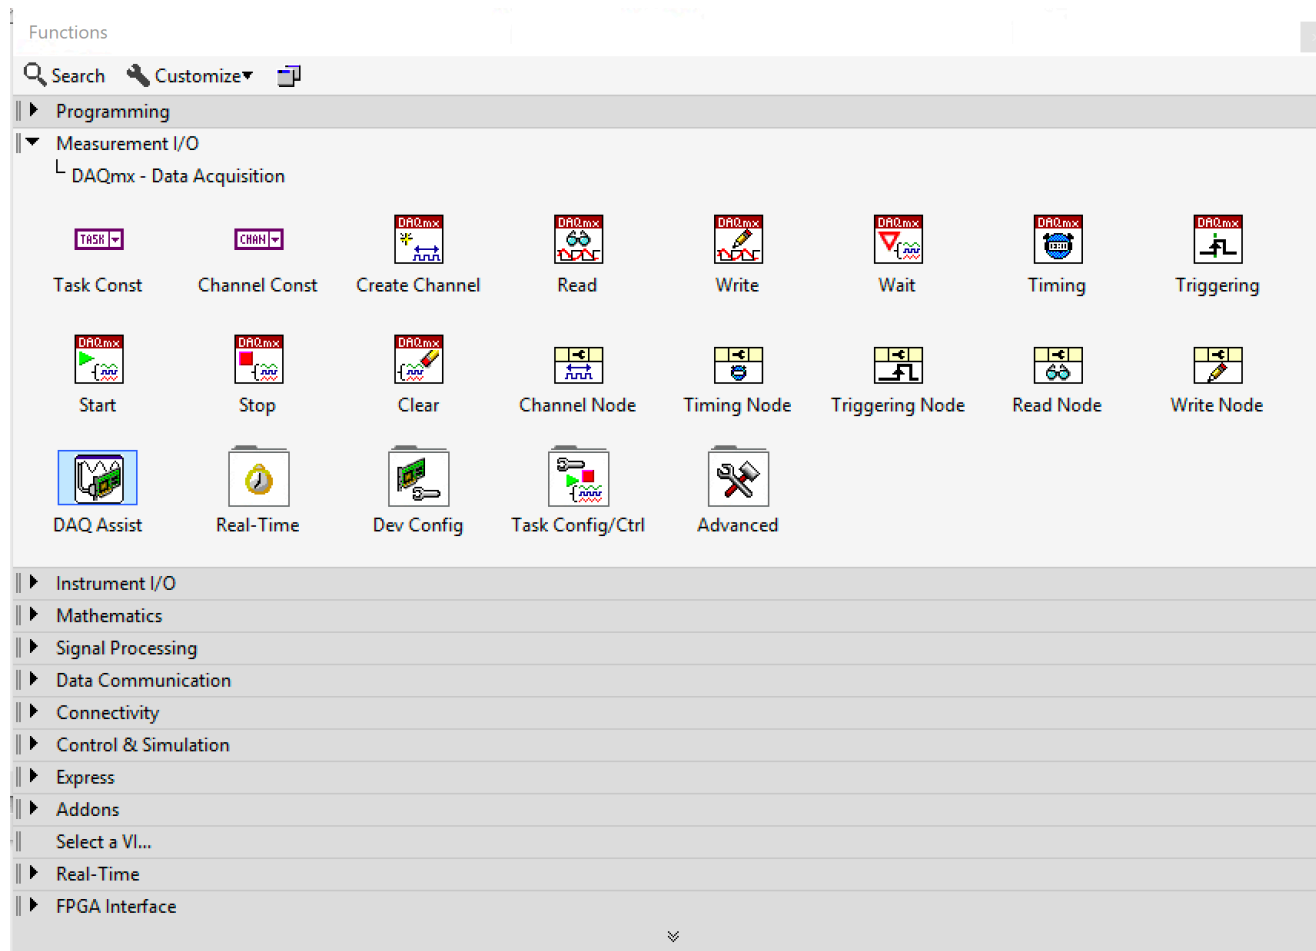 Functions
Search Customize
Programming
Measurement I/O
DAQmx - Data Acquisition
TASK CHAN DAQmx DAQmx DAQmx DAQmx DAQmx DAQmx
Task Const Channel Const Create Channel Read Write Wait Timing Triggering
DAQmx DAQmx DAQmx
Start Stop Clear Channel Node Timing Node Triggering Node Read Node Write Node
DAQ Assist Real-Time Dev Config Task Config/Ctrl Advanced
Instrument I/O
Mathematics
Signal Processing
Data Communication
Connectivity
Control & Simulation
Express
Addons
Select a VI...
Real-Time
FPGA Interface